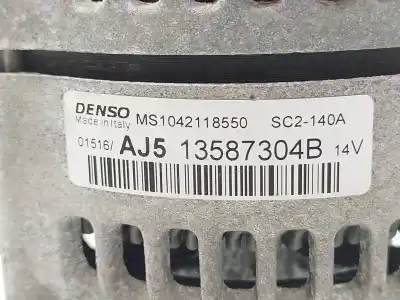 DENSO MS1042118550 SC2-140A
Made in Italy
01516/ AJ5 13587304B 14V